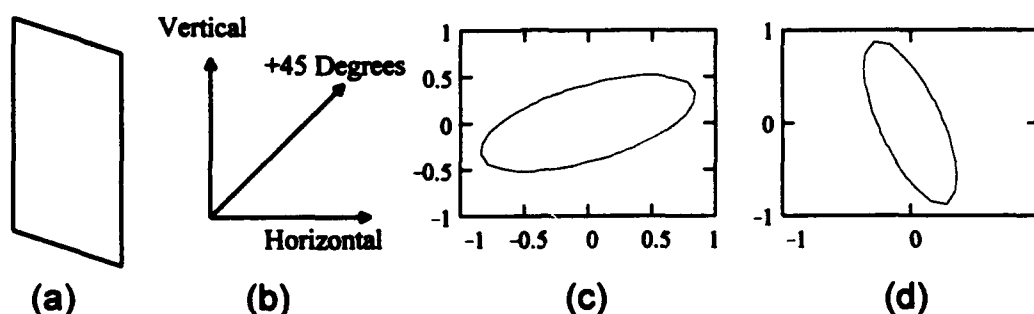 Vertical
+45 Degrees
Horizontal
(a)
(b)
1
0.5
0
-0.5
-1
-1 -0.5 0 0.5 1
(c)
1
0
-1
-1 0
(d)